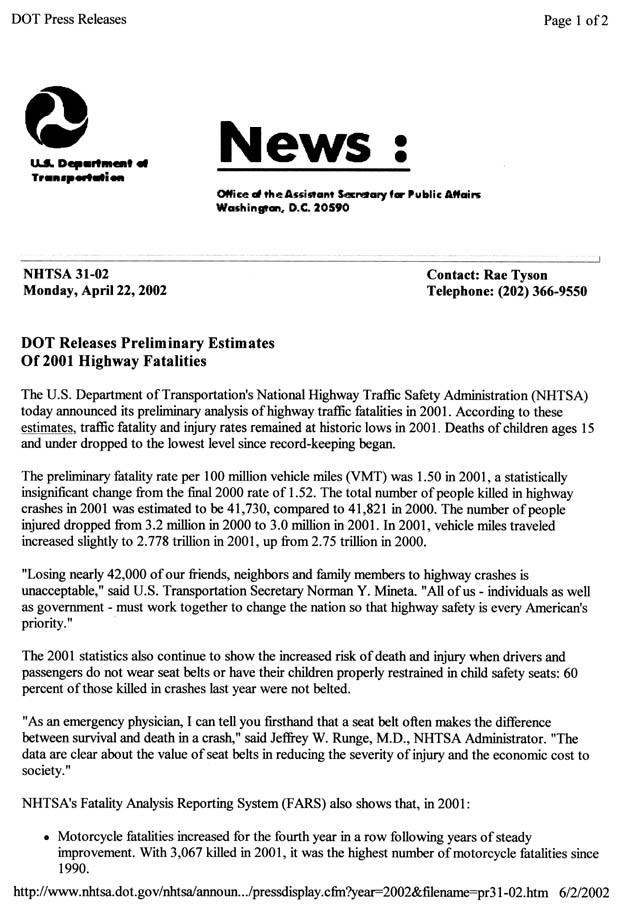 DOT Press Releases
Page 1 of 2
U.S. Department of
Transportation
News :
Office of the Assistant Secretary for Public Affairs
Washington, D.C. 20590
NHTSA 31-02
Monday, April 22, 2002
Contact: Rae Tyson
Telephone: (202) 366-9550
DOT Releases Preliminary Estimates
Of 2001 Highway Fatalities
The U.S. Department of Transportation's National Highway Traffic Safety Administration (NHTSA)
today announced its preliminary analysis of highway traffic fatalities in 2001. According to these
estimates, traffic fatality and injury rates remained at historic lows in 2001. Deaths of children ages 15
and under dropped to the lowest level since record-keeping began.
The preliminary fatality rate per 100 million vehicle miles (VMT) was 1.50 in 2001, a statistically
insignificant change from the final 2000 rate of 1.52. The total number of people killed in highway
crashes in 2001 was estimated to be 41,730, compared to 41,821 in 2000. The number of people
injured dropped from 3.2 million in 2000 to 3.0 million in 2001. In 2001, vehicle miles traveled
increased slightly to 2.778 trillion in 2001, up from 2.75 trillion in 2000.
"Losing nearly 42,000 of our friends, neighbors and family members to highway crashes is
unacceptable," said U.S. Transportation Secretary Norman Y. Mineta. "All of us - individuals as well
as government - must work together to change the nation so that highway safety is every American's
priority."
The 2001 statistics also continue to show the increased risk of death and injury when drivers and
passengers do not wear seat belts or have their children properly restrained in child safety seats: 60
percent of those killed in crashes last year were not belted.
"As an emergency physician, I can tell you firsthand that a seat belt often makes the difference
between survival and death in a crash," said Jeffrey W. Runge, M.D., NHTSA Administrator. "The
data are clear about the value of seat belts in reducing the severity of injury and the economic cost to
society."
NHTSA's Fatality Analysis Reporting System (FARS) also shows that, in 2001:
• Motorcycle fatalities increased for the fourth year in a row following years of steady
improvement. With 3,067 killed in 2001, it was the highest number of motorcycle fatalities since
1990.
http://www.nhtsa.dot.gov/nhtsa/announ.../pressdisplay.cfm?year=2002&filename=pr31-02.htm 6/2/2002